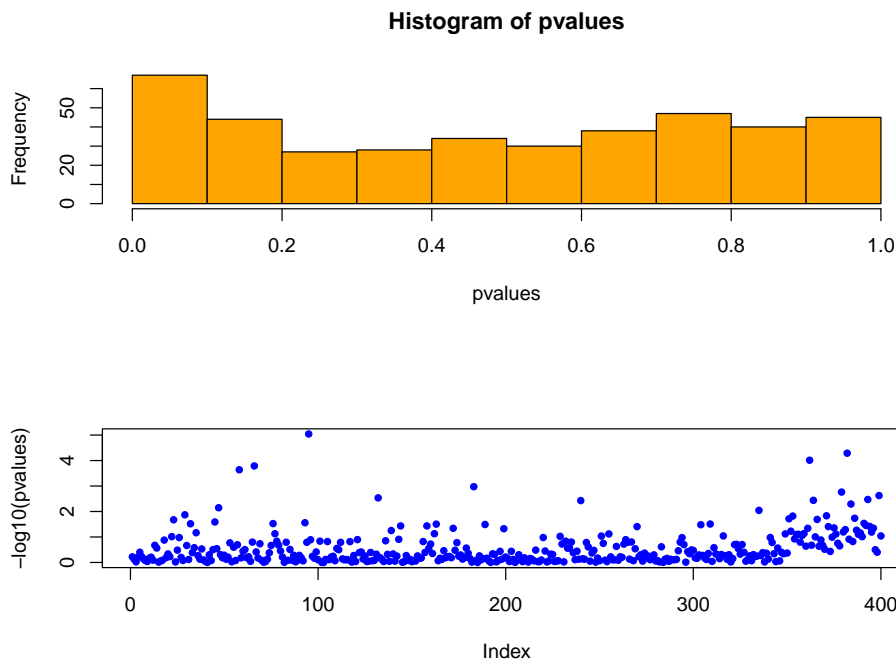 Histogram of pvalues
Frequency
0 20 50
0.0 0.2 0.4 0.6 0.8 1.0
pvalues
−log10(pvalues)
0 2 4
0 100 200 300 400
Index